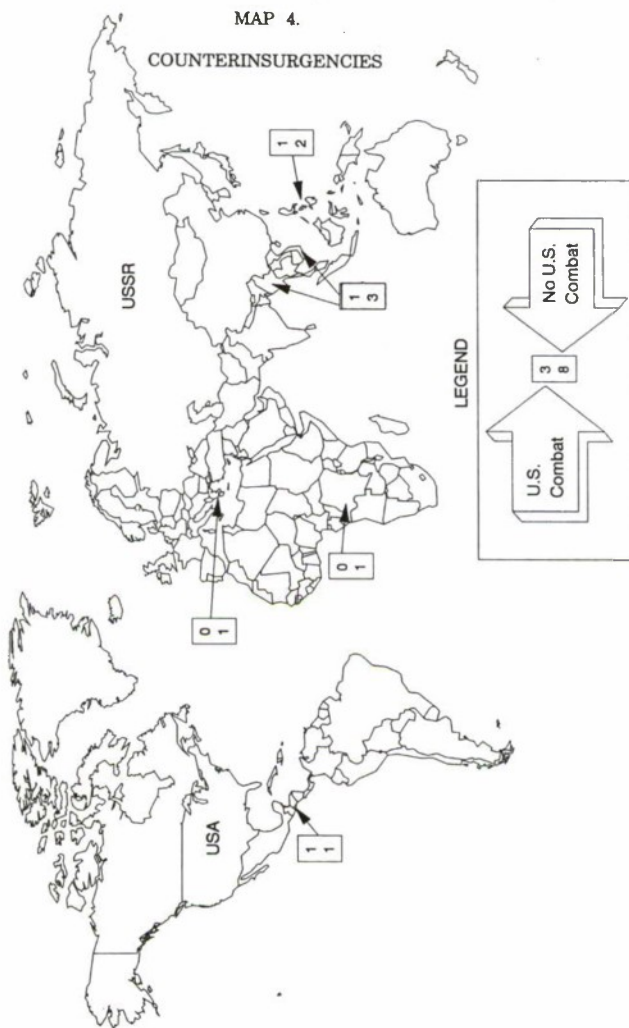 MAP 4.
COUNTERINSURGENCIES
USSR
USA
1
2
1
3
0
1
0
1
1
1
LEGEND
U.S.
Combat
3
8
No U.S.
Combat